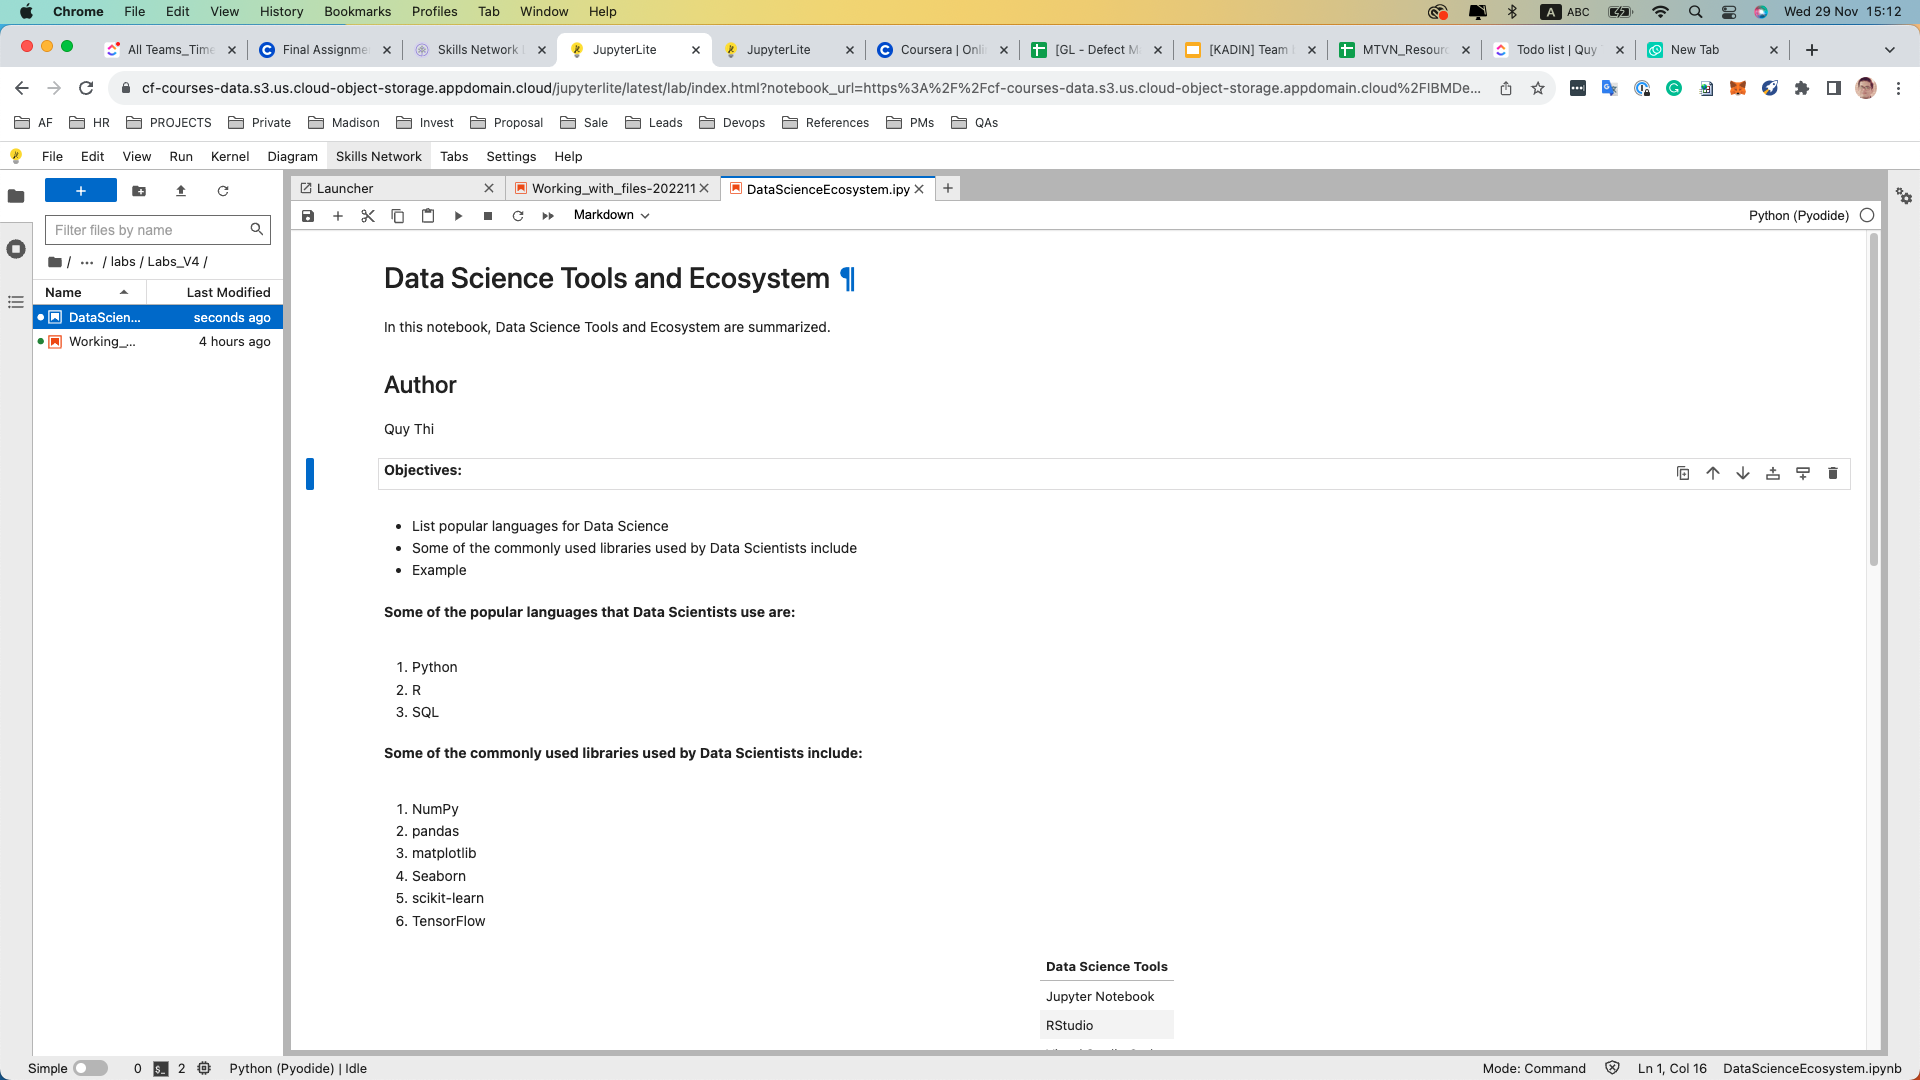 Chrome File Edit View History Bookmarks Profiles Tab Window Help A ABC Wed 29 Nov 15:12
All Teams_Time Final Assignme Skills Network JupyterLite JupyterLite Coursera | Onli [GL - Defect M [KADIN] Team MTVN_Resour Todo list | Quy New Tab
cf-courses-data.s3.us.cloud-object-storage.appdomain.cloud/jupyterlite/latest/lab/index.html?notebook_url=https%3A%2F%2Fcf-courses-data.s3.us.cloud-object-storage.appdomain.cloud%2FIBMDe...
AF HR PROJECTS Private Madison Invest Proposal Sale Leads Devops References PMs QAs
File Edit View Run Kernel Diagram Skills Network Tabs Settings Help
Launcher Working_with_files-202211 DataScienceEcosystem.ipy
Markdown Python (Pyodide)
Filter files by name
/ ... / labs / Labs_V4 /
Name Last Modified
DataScien... seconds ago
Working_... 4 hours ago
Data Science Tools and Ecosystem ¶
In this notebook, Data Science Tools and Ecosystem are summarized.
Author
Quy Thi
Objectives:
• List popular languages for Data Science
• Some of the commonly used libraries used by Data Scientists include
• Example
Some of the popular languages that Data Scientists use are:
1. Python
2. R
3. SQL
Some of the commonly used libraries used by Data Scientists include:
1. NumPy
2. pandas
3. matplotlib
4. Seaborn
5. scikit-learn
6. TensorFlow
Data Science Tools
Jupyter Notebook
RStudio
Simple 0 2 Python (Pyodide) | Idle Mode: Command Ln 1, Col 16 DataScienceEcosystem.ipynb